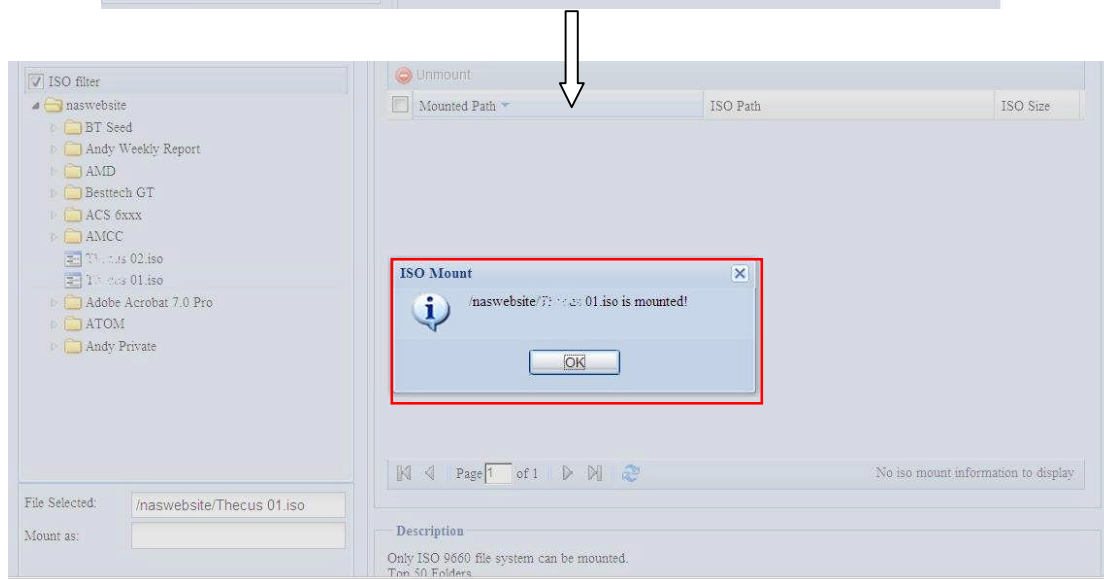 ISO filter
naswebsite
BT Seed
Andy Weekly Report
AMD
Besttech GT
ACS 6xxx
AMCC
02.iso
01.iso
Adobe Acrobat 7.0 Pro
ATOM
Andy Private
File Selected: /naswebsite/Thecus 01.iso
Mount as:
Unmount
Mounted Path ISO Path ISO Size
ISO Mount
/naswebsite/ 01.iso is mounted!
OK
Page 1 of 1 No iso mount information to display
Description
Only ISO 9660 file system can be mounted.
Top 50 Folders